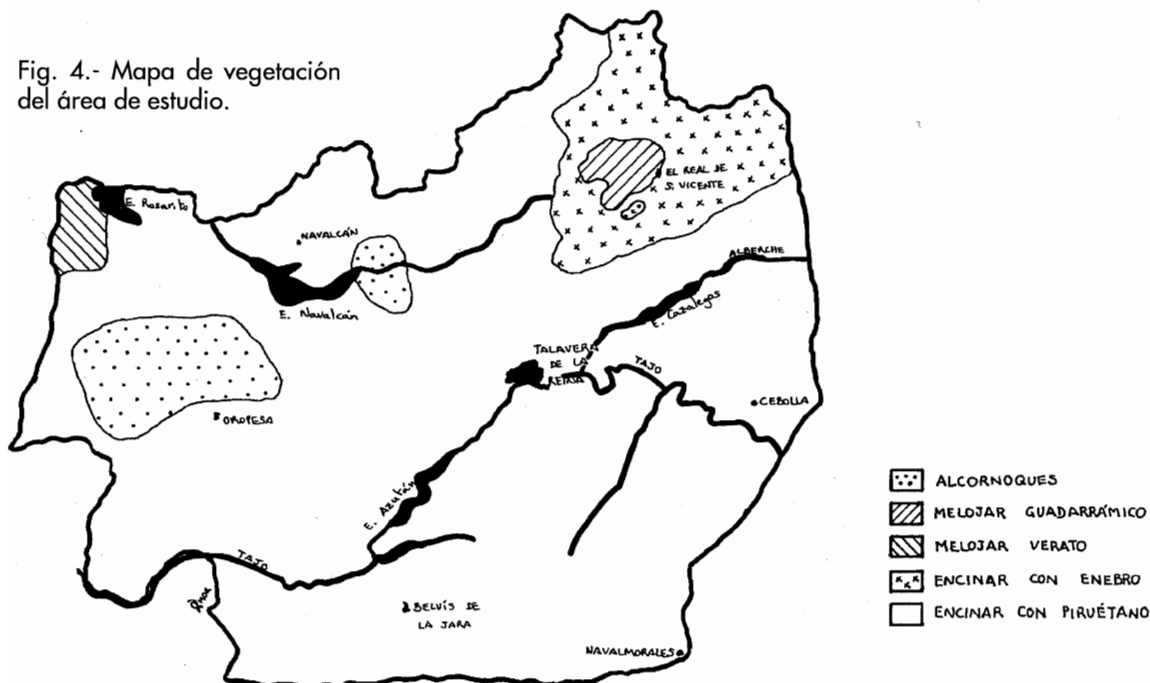 Fig. 4.- Mapa de vegetación
del área de estudio.
EL REAL DE
S. VICENTE
E. Rosarito
NAVALCÁN
ALBERCHE
E. Navalcán
E. Cazalegas
TALAVERA
DE LA
REINA
TAJO
CEBOLLA
OROPESA
E. Azután
TAJO
BELVÍS DE
LA JARA
NAVALMORALES
ALCORNOQUES
MELOJAR GUADARRÁMICO
MELOJAR VERATO
ENCINAR CON ENEBRO
ENCINAR CON PIRUÉTANO